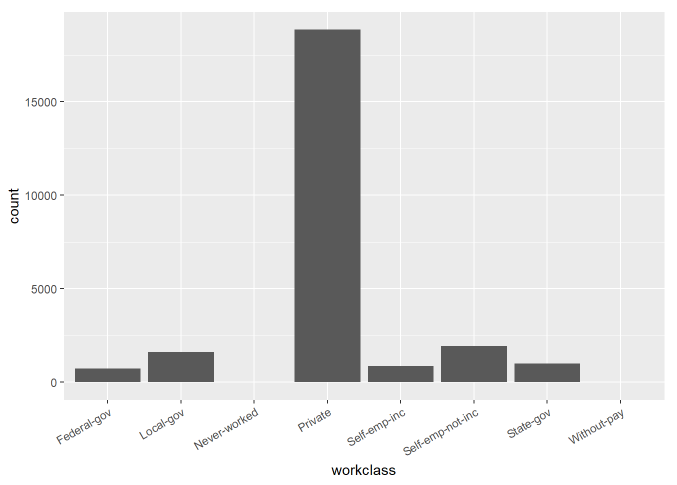 15000
10000
5000
0
count
Federal-gov
Local-gov
Never-worked
Private
Self-emp-inc
Self-emp-not-inc
State-gov
Without-pay
workclass